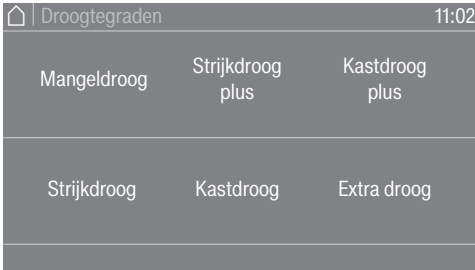 Droogtegraden 11:02
Mangeldroog
Strijkdroog
plus
Kastdroog
plus
Strijkdroog
Kastdroog
Extra droog